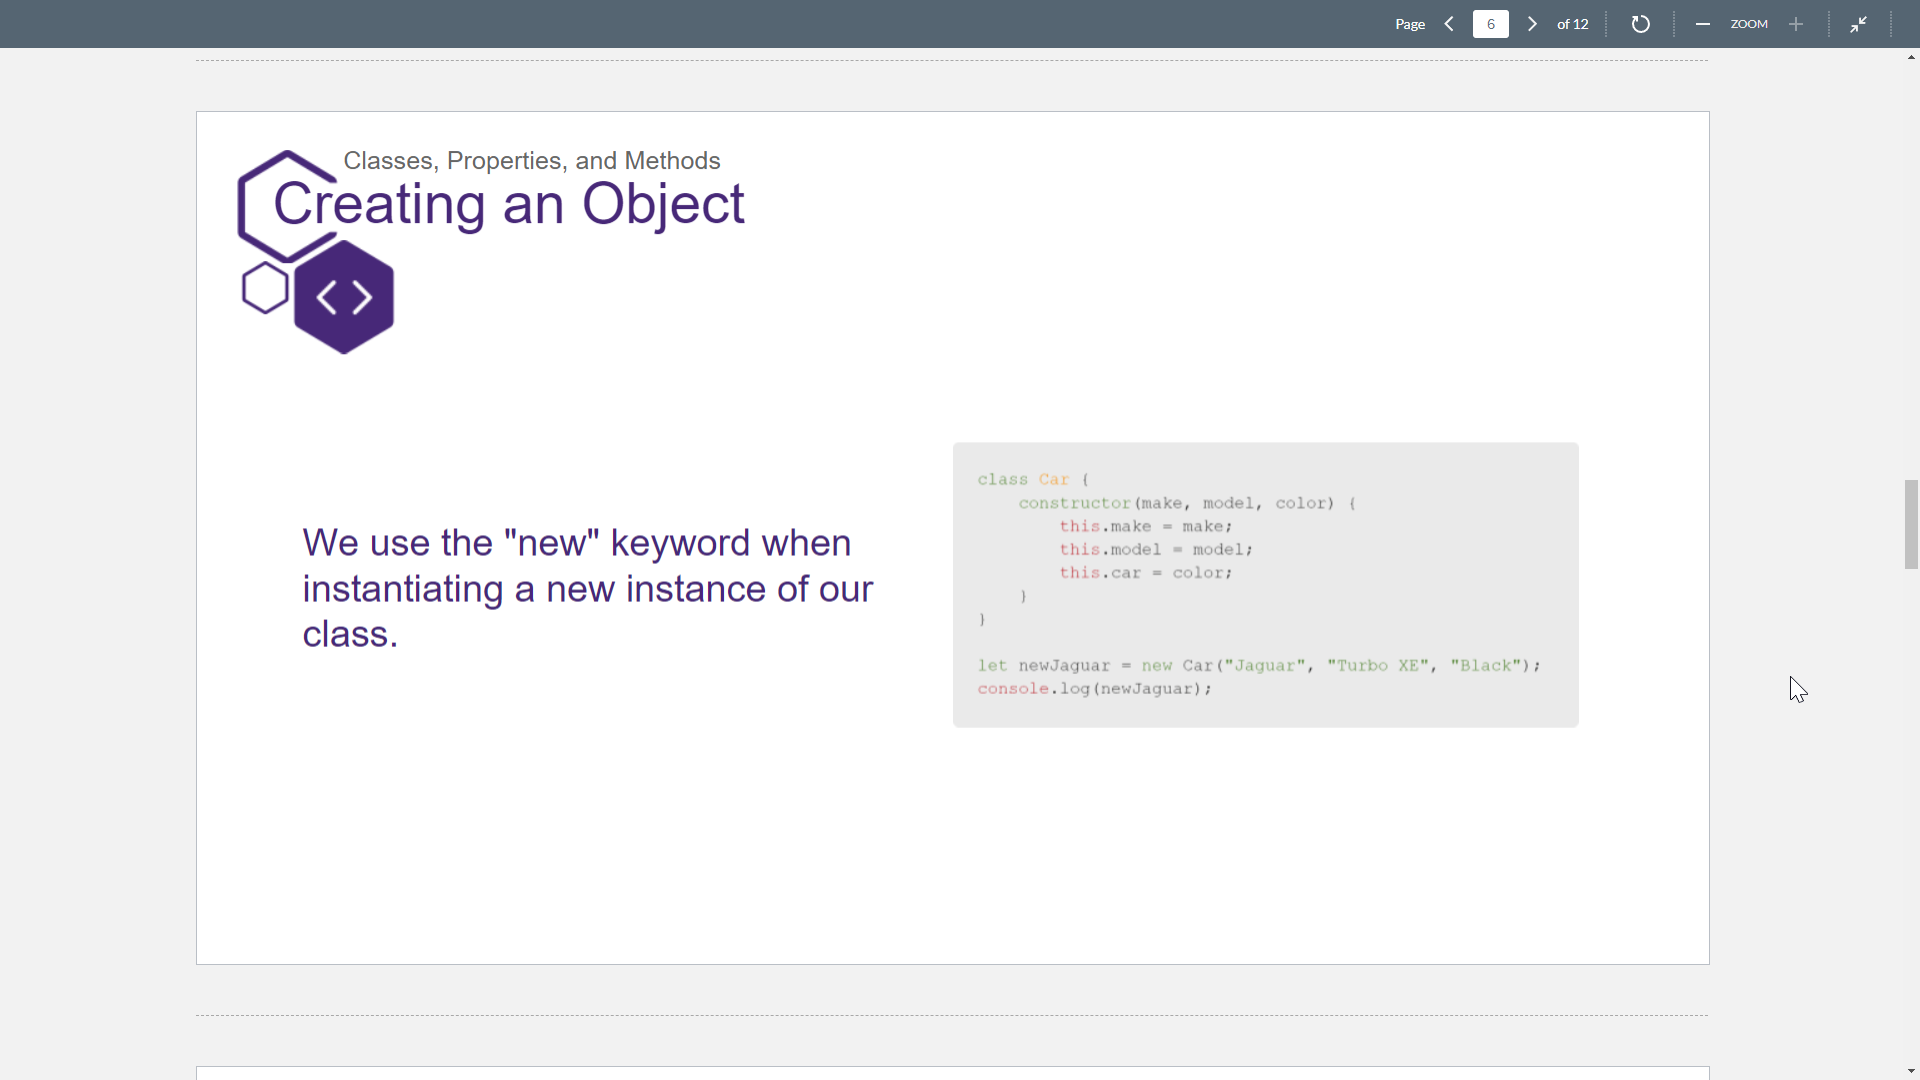 Page 6 of 12 ZOOM
Classes, Properties, and Methods
Creating an Object
We use the "new" keyword when
instantiating a new instance of our
class.
class Car {
    constructor(make, model, color) {
        this.make = make;
        this.model = model;
        this.car = color;
    }
}
let newJaguar = new Car("Jaguar", "Turbo XE", "Black");
console.log(newJaguar);